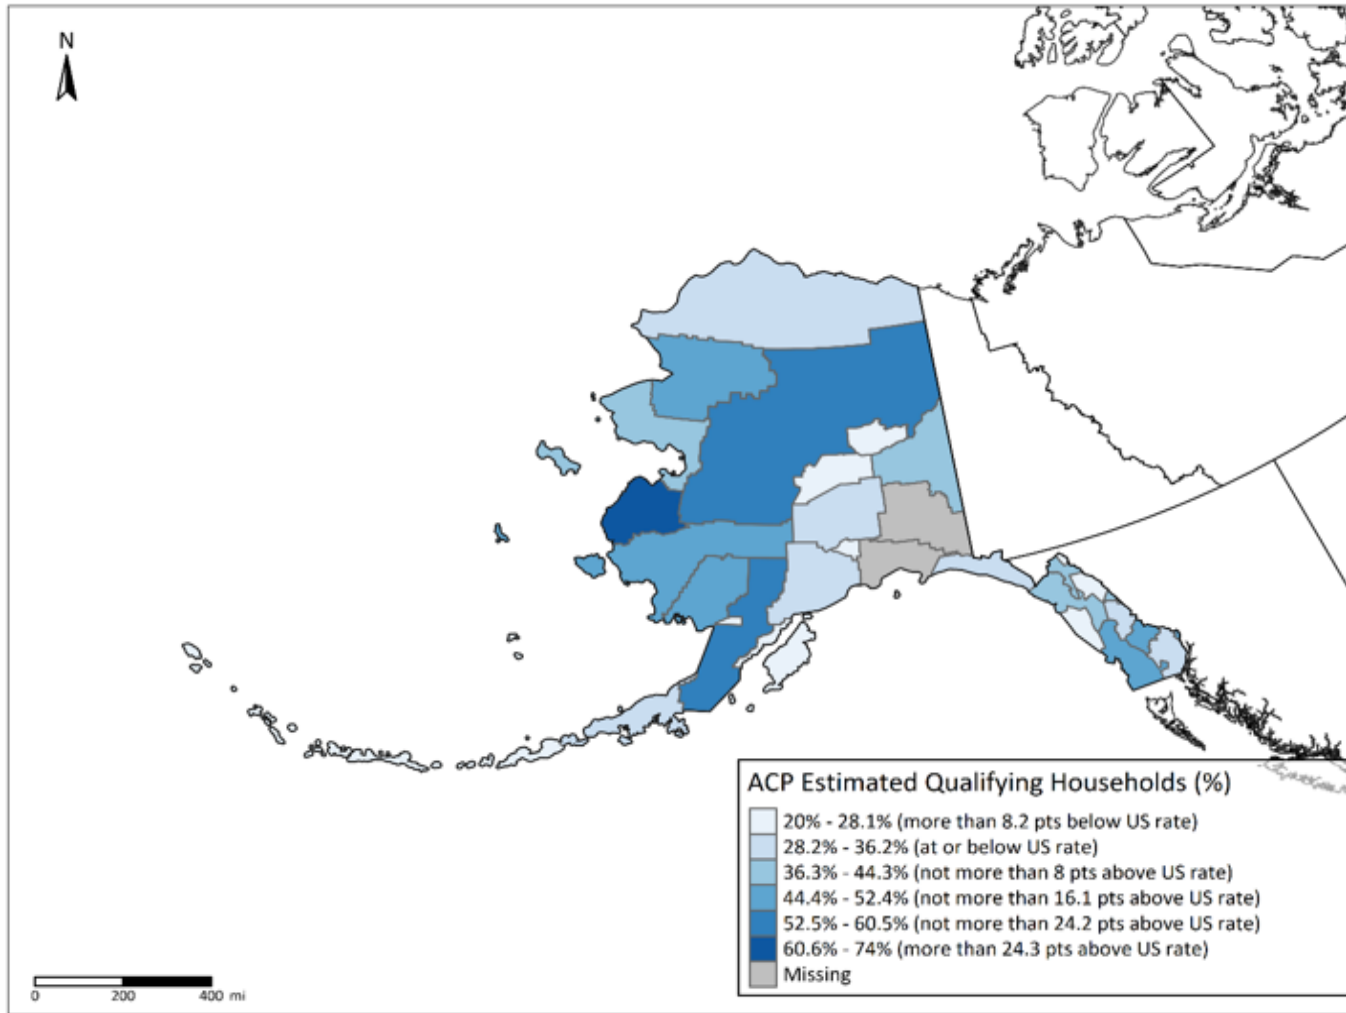 N
ACP Estimated Qualifying Households (%)
20% - 28.1% (more than 8.2 pts below US rate)
28.2% - 36.2% (at or below US rate)
36.3% - 44.3% (not more than 8 pts above US rate)
44.4% - 52.4% (not more than 16.1 pts above US rate)
52.5% - 60.5% (not more than 24.2 pts above US rate)
60.6% - 74% (more than 24.3 pts above US rate)
Missing
0 200 400 mi